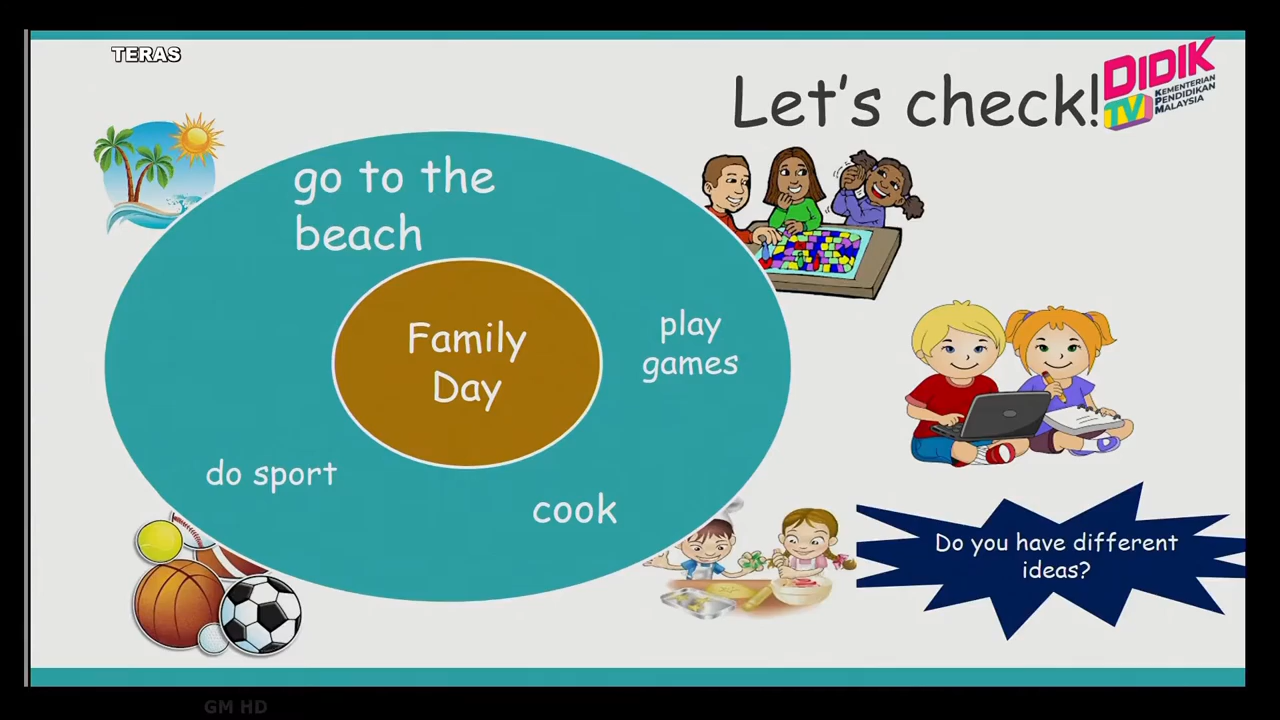 TERAS
Let's check!
DIDIK
TV
KEMENTERIAN
PENDIDIKAN
MALAYSIA
go to the
beach
Family
Day
play
games
do sport
cook
Do you have different
ideas?
GM HD